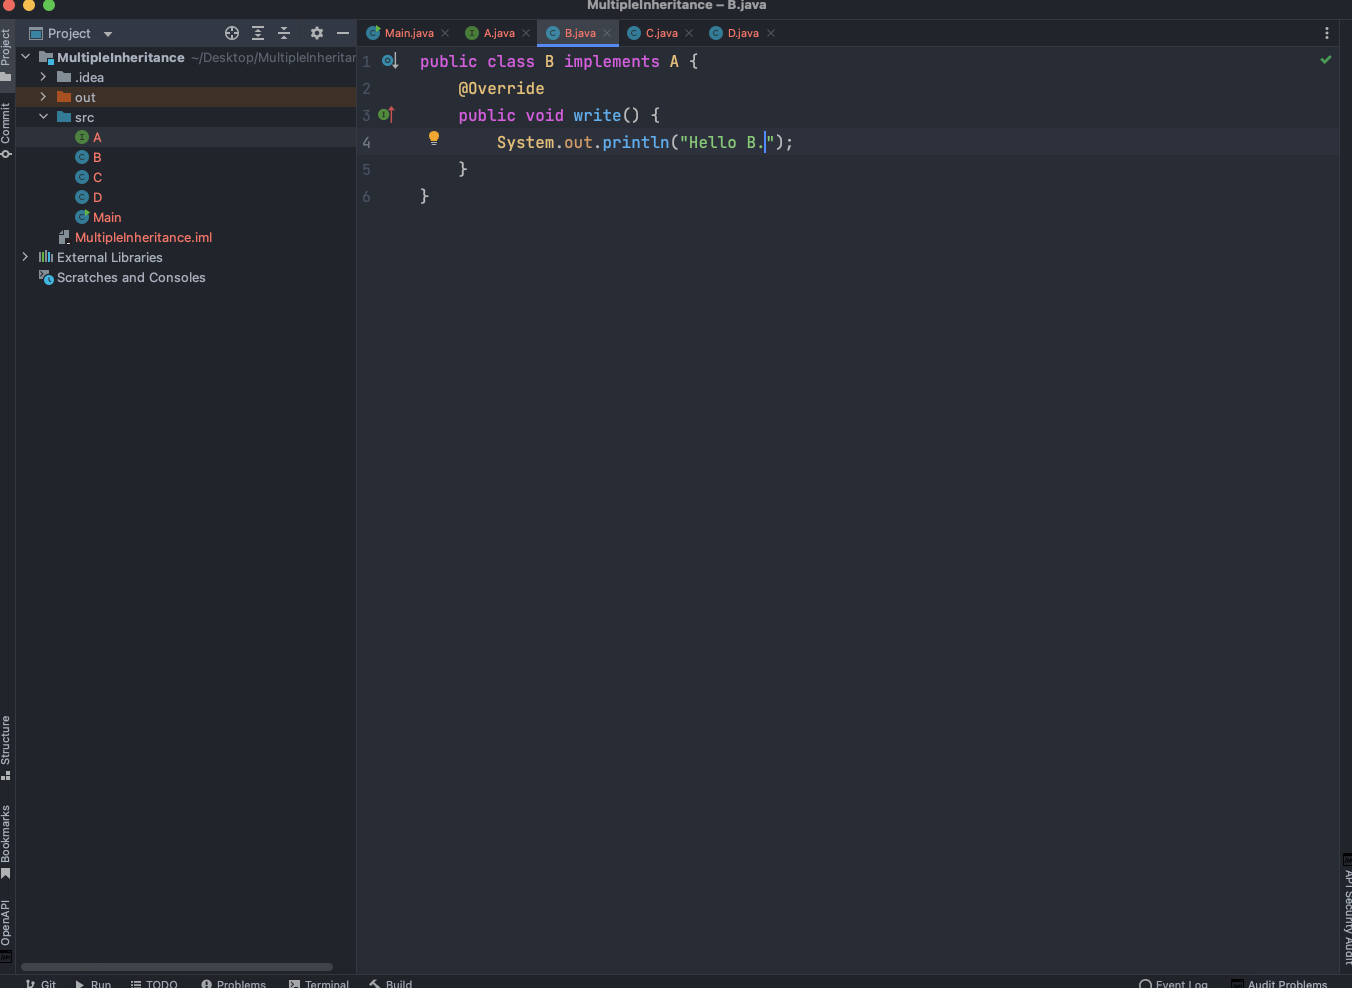 MultipleInheritance – B.java
Project
Main.java
A.java
B.java
C.java
D.java
Project
Commit
Structure
Bookmarks
OpenAPI
MultipleInheritance ~/Desktop/MultipleInheritar
.idea
out
src
A
B
C
D
Main
MultipleInheritance.iml
External Libraries
Scratches and Consoles
1 public class B implements A {
2 @Override
3 public void write() {
4 System.out.println("Hello B.");
5 }
6 }
API Security Audit
Git
Run
TODO
Problems
Terminal
Build
Event Log
Audit Problems